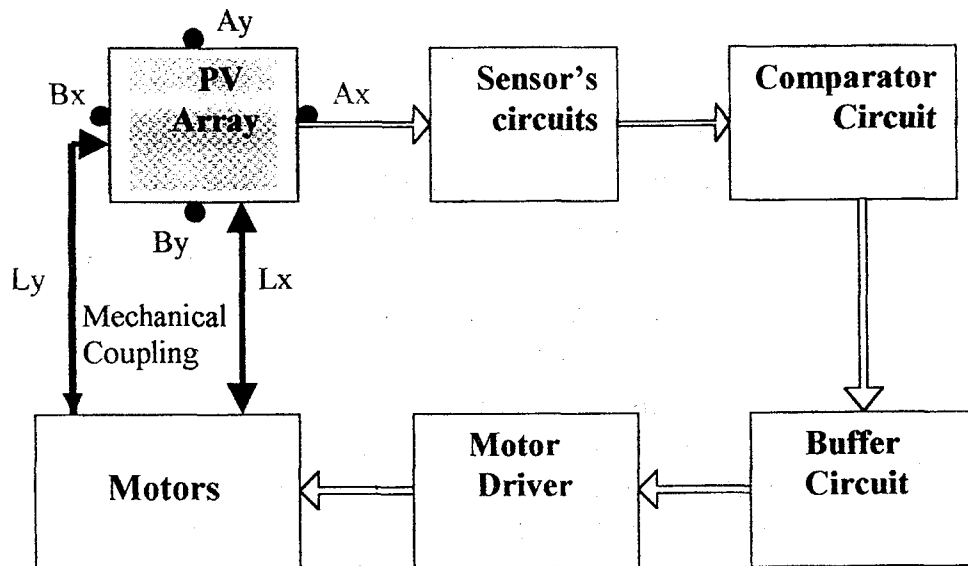 Ay
PV
Array
Bx
Ax
Sensor's
circuits
Comparator
Circuit
By
Ly
Lx
Mechanical
Coupling
Motors
Motor
Driver
Buffer
Circuit